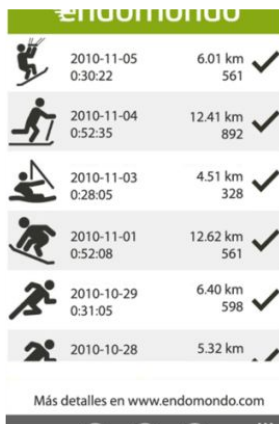 endomondo
2010-11-05 6.01 km
0:30:22 561
2010-11-04 12.41 km
0:52:35 892
2010-11-03 4.51 km
0:28:05 328
2010-11-01 12.62 km
0:52:08 561
2010-10-29 6.40 km
0:31:05 598
2010-10-28 5.32 km
Más detalles en www.endomondo.com